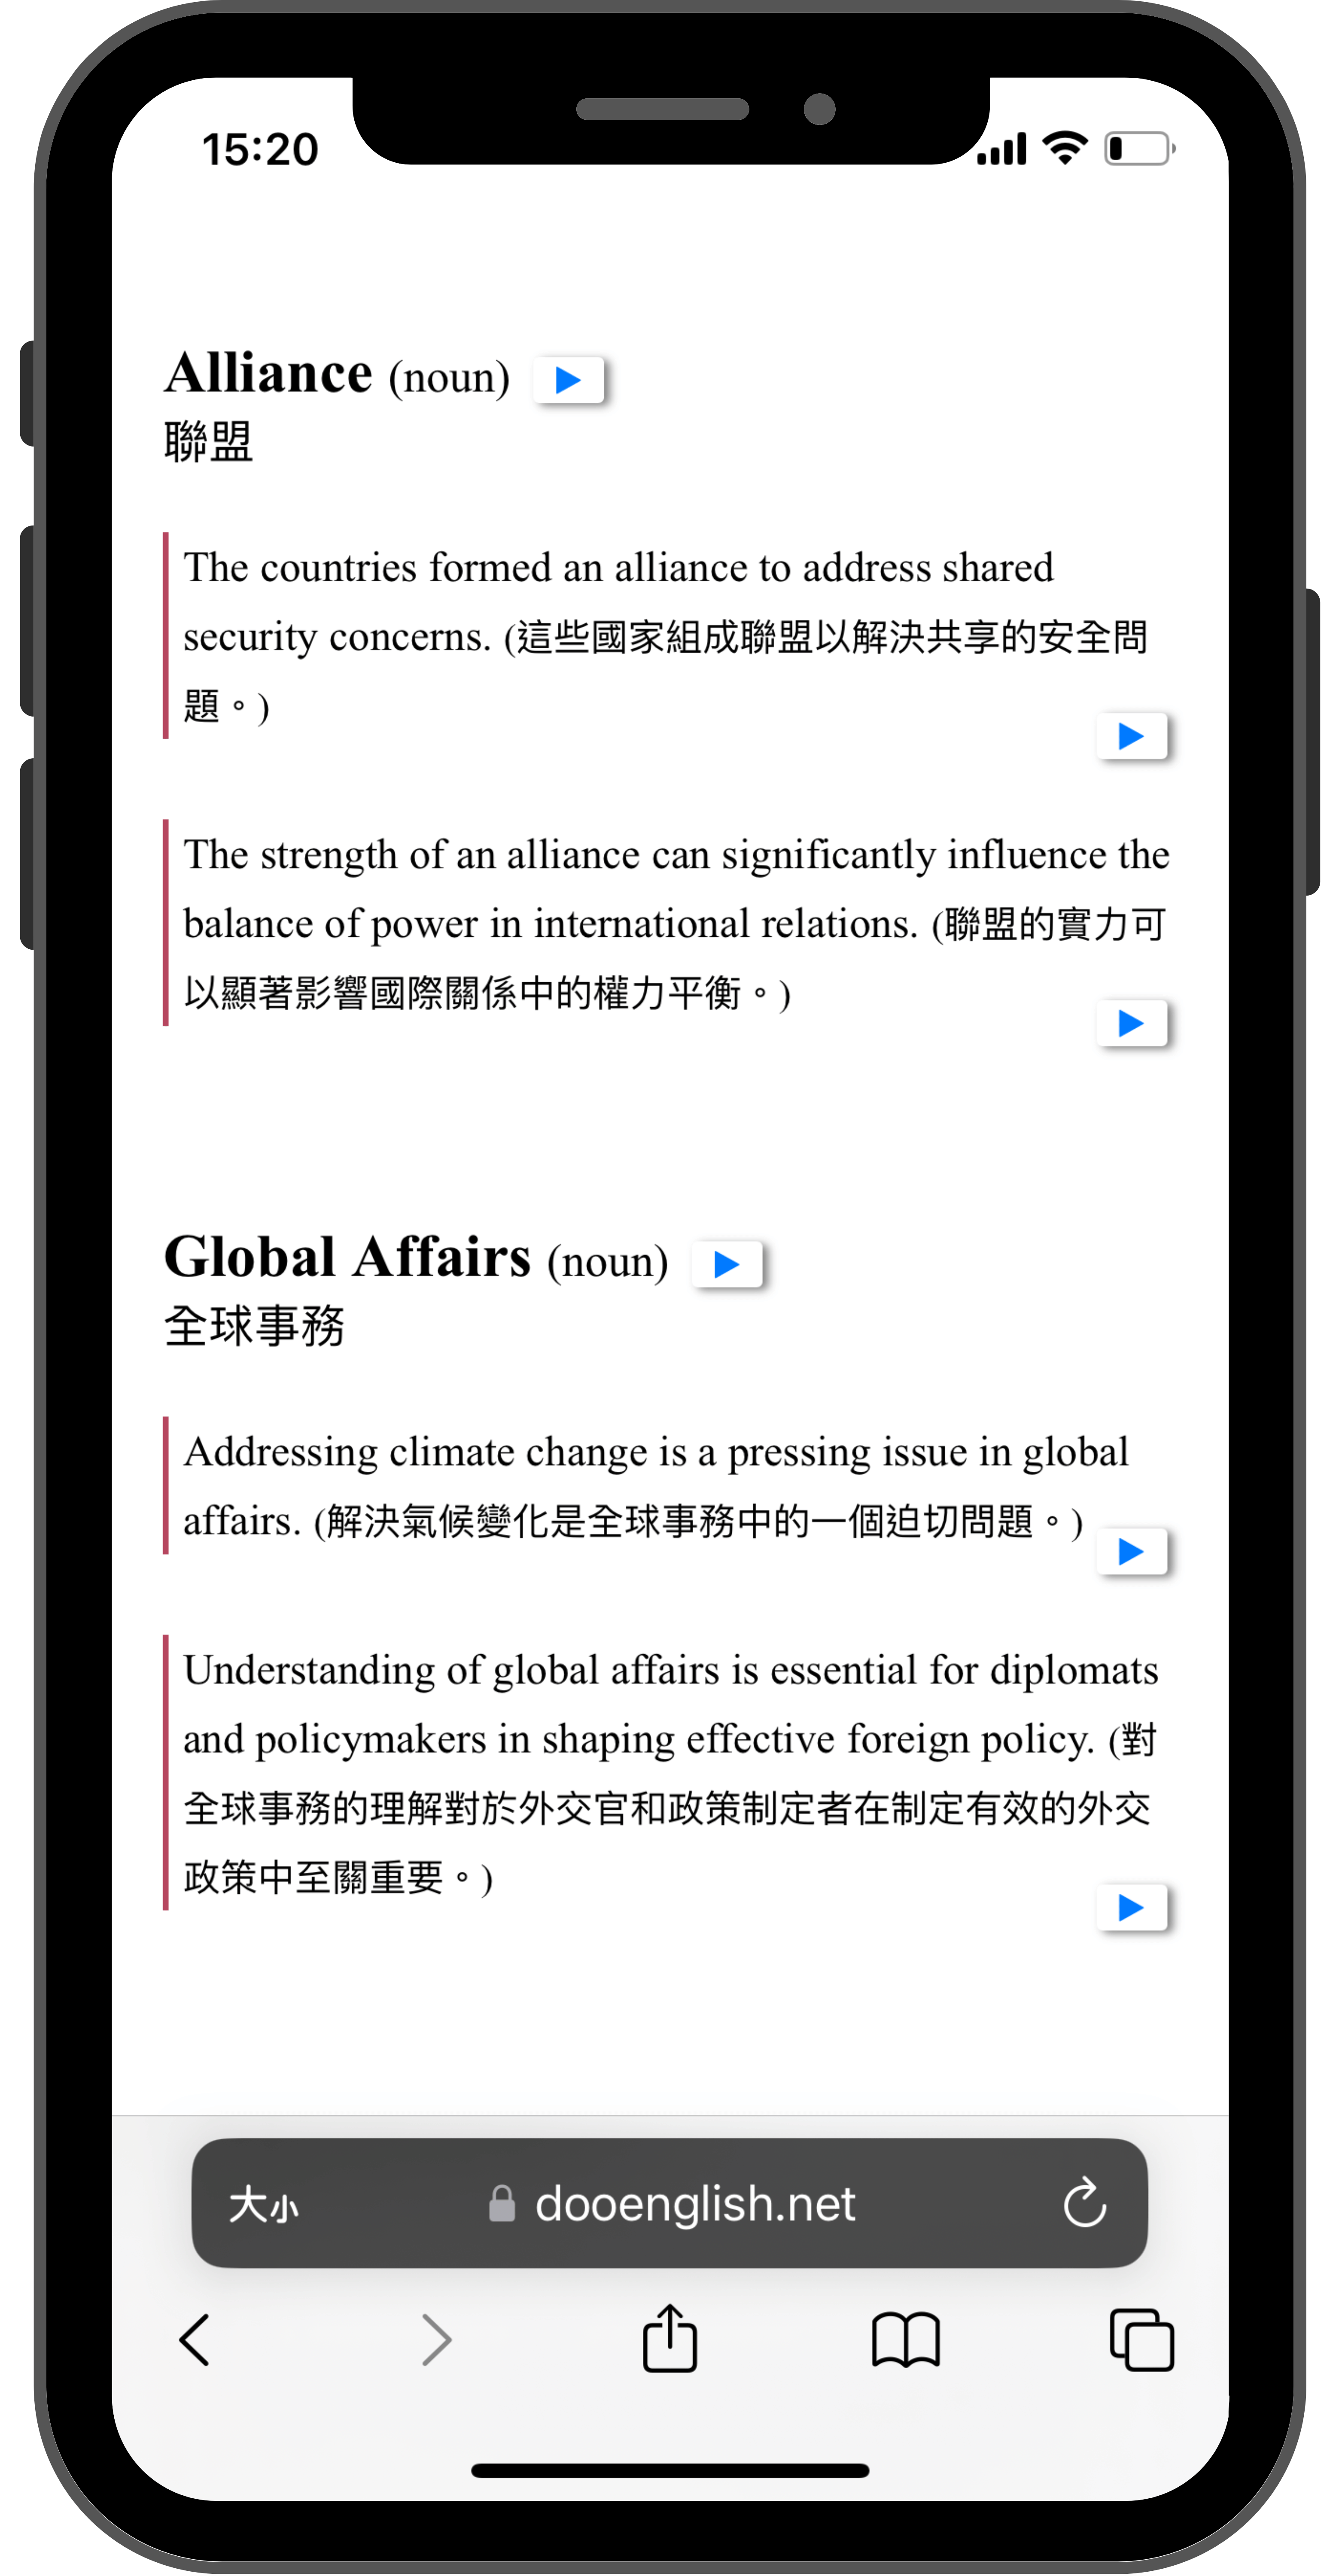 15:20
Alliance (noun)
聯盟
The countries formed an alliance to address shared
security concerns. (這些國家組成聯盟以解決共享的安全問
題。)
The strength of an alliance can significantly influence the
balance of power in international relations. (聯盟的實力可
以顯著影響國際關係中的權力平衡。)
Global Affairs (noun)
全球事務
Addressing climate change is a pressing issue in global
affairs. (解決氣候變化是全球事務中的一個迫切問題。)
Understanding of global affairs is essential for diplomats
and policymakers in shaping effective foreign policy. (對
全球事務的理解對於外交官和政策制定者在制定有效的外交
政策中至關重要。)
大小 dooenglish.net